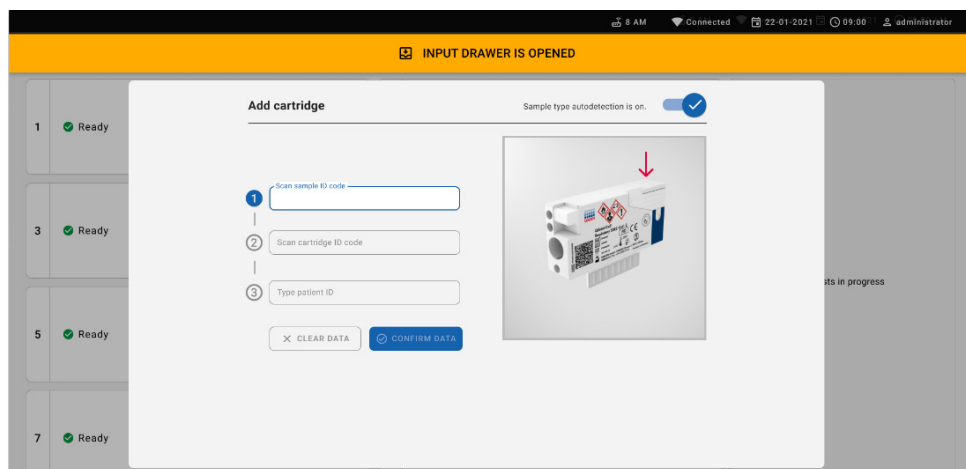 8 AM Connected 22-01-2021 09:00 administrator
INPUT DRAWER IS OPENED
Add cartridge
Sample type autodetection is on.
1 Ready
3 Ready
5 Ready
7 Ready
1 Scan sample ID code
2 Scan cartridge ID code
3 Type patient ID
CLEAR DATA
CONFIRM DATA
sts in progress